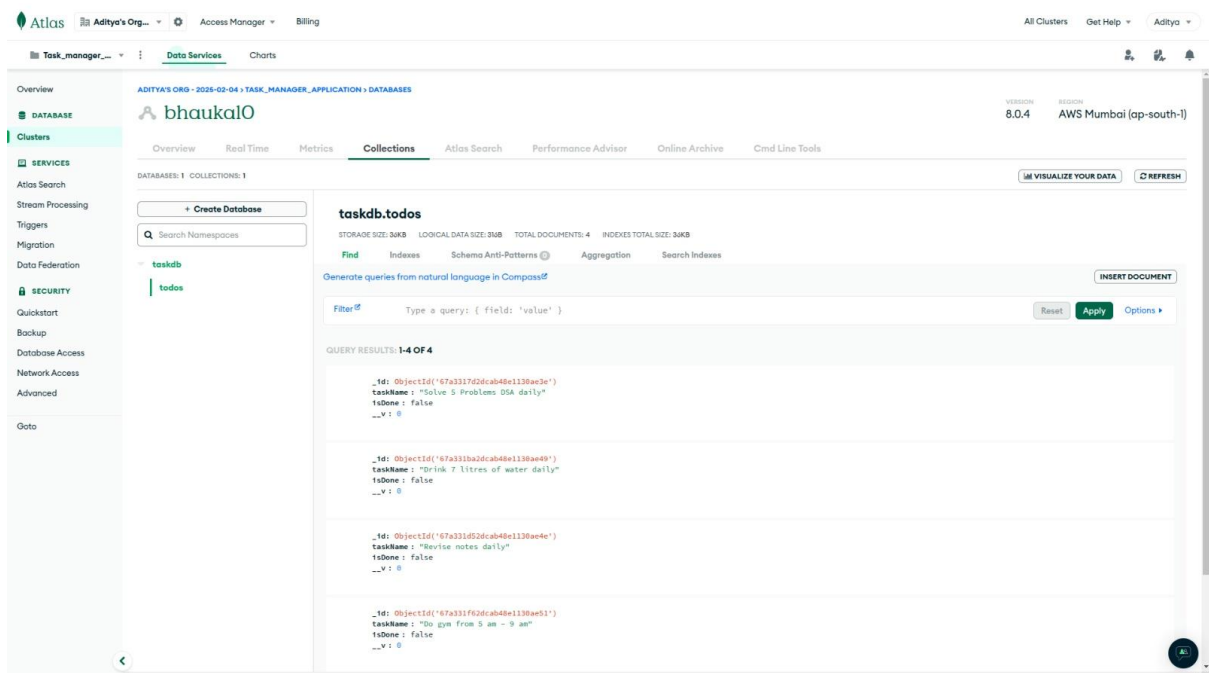 Atlas
Aditya's Org...
Access Manager
Billing
All Clusters
Get Help
Aditya
Task_manager_...
Data Services
Charts
Overview
DATABASE
Clusters
SERVICES
Atlas Search
Stream Processing
Triggers
Migration
Data Federation
SECURITY
Quickstart
Backup
Database Access
Network Access
Advanced
Goto
ADITYA'S ORG - 2025-02-04 > TASK_MANAGER_APPLICATION > DATABASES
bhaukal0
VERSION
8.0.4
REGION
AWS Mumbai (ap-south-1)
Overview
Real Time
Metrics
Collections
Atlas Search
Performance Advisor
Online Archive
Cmd Line Tools
DATABASES: 1 COLLECTIONS: 1
VISUALIZE YOUR DATA
REFRESH
+ Create Database
Search Namespaces
taskdb
todos
taskdb.todos
STORAGE SIZE: 36KB LOGICAL DATA SIZE: 316B TOTAL DOCUMENTS: 4 INDEXES TOTAL SIZE: 36KB
Find
Indexes
Schema Anti-Patterns 0
Aggregation
Search Indexes
Generate queries from natural language in Compass
INSERT DOCUMENT
Filter
Type a query: { field: 'value' }
Reset
Apply
Options
QUERY RESULTS: 1-4 OF 4
_id: ObjectId('67a3317d2dcab48e1130ae3e')
taskName : "Solve 5 Problems DSA daily"
isDone : false
__v : 0
_id: ObjectId('67a331ba2dcab48e1130ae49')
taskName : "Drink 7 litres of water daily"
isDone : false
__v : 0
_id: ObjectId('67a331d52dcab48e1130ae4e')
taskName : "Revise notes daily"
isDone : false
__v : 0
_id: ObjectId('67a331f62dcab48e1130ae51')
taskName : "Do gym from 5 am - 9 am"
isDone : false
__v : 0